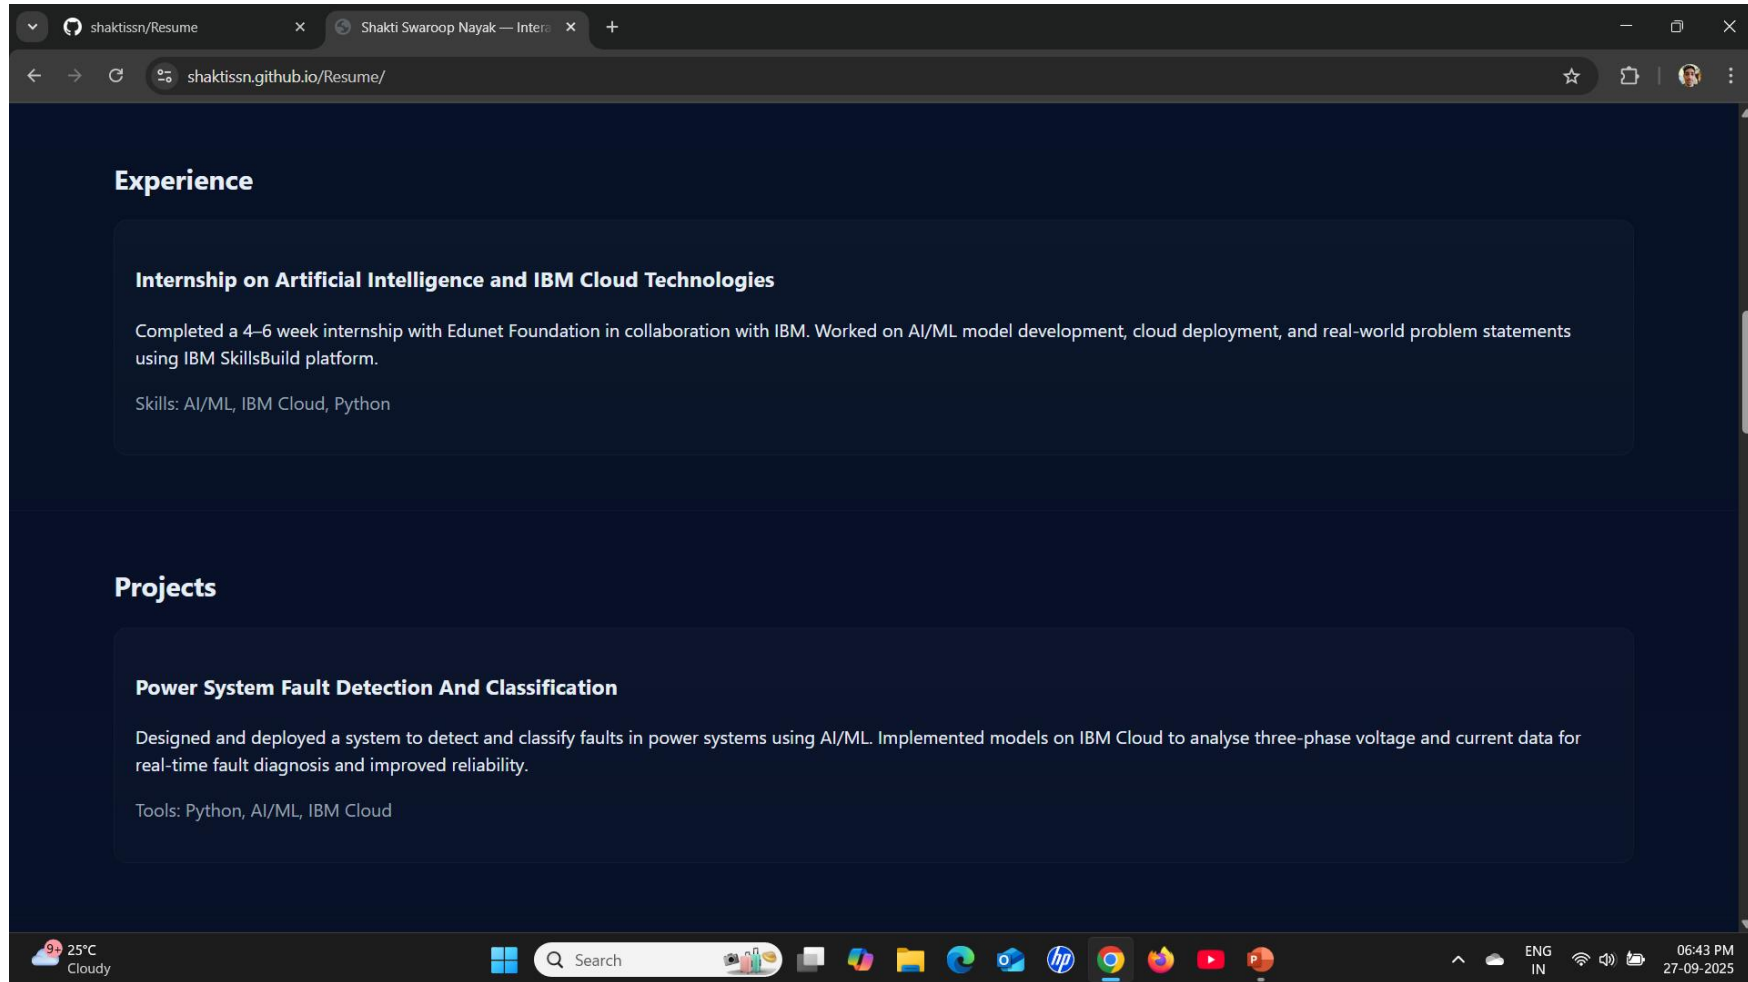 shaktissn/Resume
Shakti Swaroop Nayak — Intera
shaktissn.github.io/Resume/
Experience
Internship on Artificial Intelligence and IBM Cloud Technologies
Completed a 4–6 week internship with Edunet Foundation in collaboration with IBM. Worked on AI/ML model development, cloud deployment, and real-world problem statements
using IBM SkillsBuild platform.
Skills: AI/ML, IBM Cloud, Python
Projects
Power System Fault Detection And Classification
Designed and deployed a system to detect and classify faults in power systems using AI/ML. Implemented models on IBM Cloud to analyse three-phase voltage and current data for
real-time fault diagnosis and improved reliability.
Tools: Python, AI/ML, IBM Cloud
9+
25°C
Cloudy
Search
hp
P
ENG
IN
06:43 PM
27-09-2025